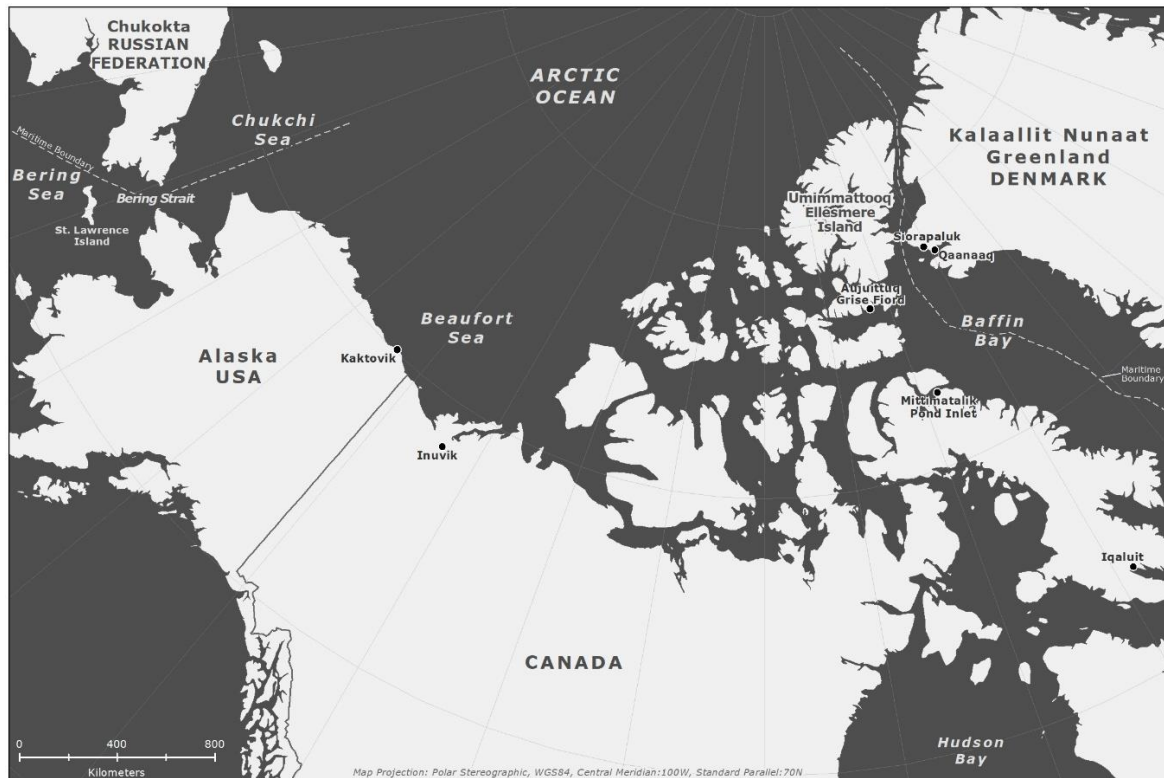 Chukokta
RUSSIAN
FEDERATION
ARCTIC
OCEAN
Chukchi
Sea
Maritime Boundary
Bering
Sea
Bering Strait
St. Lawrence
Island
Kalaallit Nunaat
Greenland
DENMARK
Umimmattooq
Ellesmere
Island
Siorapaluk
Qaanaaq
Aujuittuq
Grise Fiord
Baffin
Bay
Beaufort
Sea
Alaska
USA
Kaktovik
Maritime
Boundary
Mittimatalik
Pond Inlet
Inuvik
Iqaluit
CANADA
Hudson
Bay
0 400 800
Kilometers
Map Projection: Polar Stereographic, WGS84, Central Meridian:100W, Standard Parallel:70N